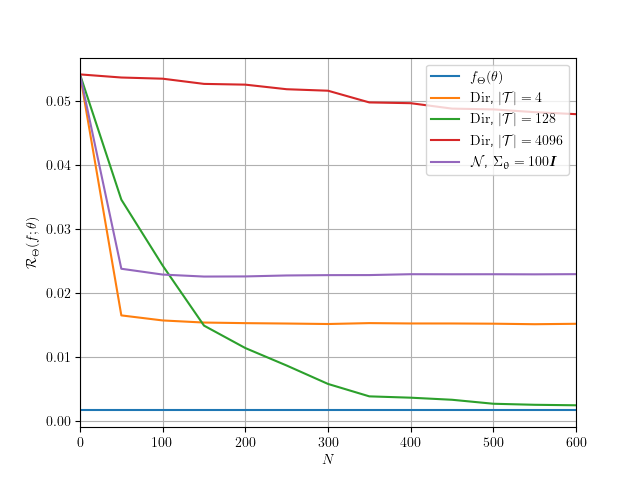 0.05
0.04
0.03
0.02
0.01
0.00
0
100
200
300
400
500
600
N
𝓡_Θ(f; θ)
f_Θ(θ)
Dir, |𝒯| = 4
Dir, |𝒯| = 128
Dir, |𝒯| = 4096
𝒩, Σ_θ = 100𝑰